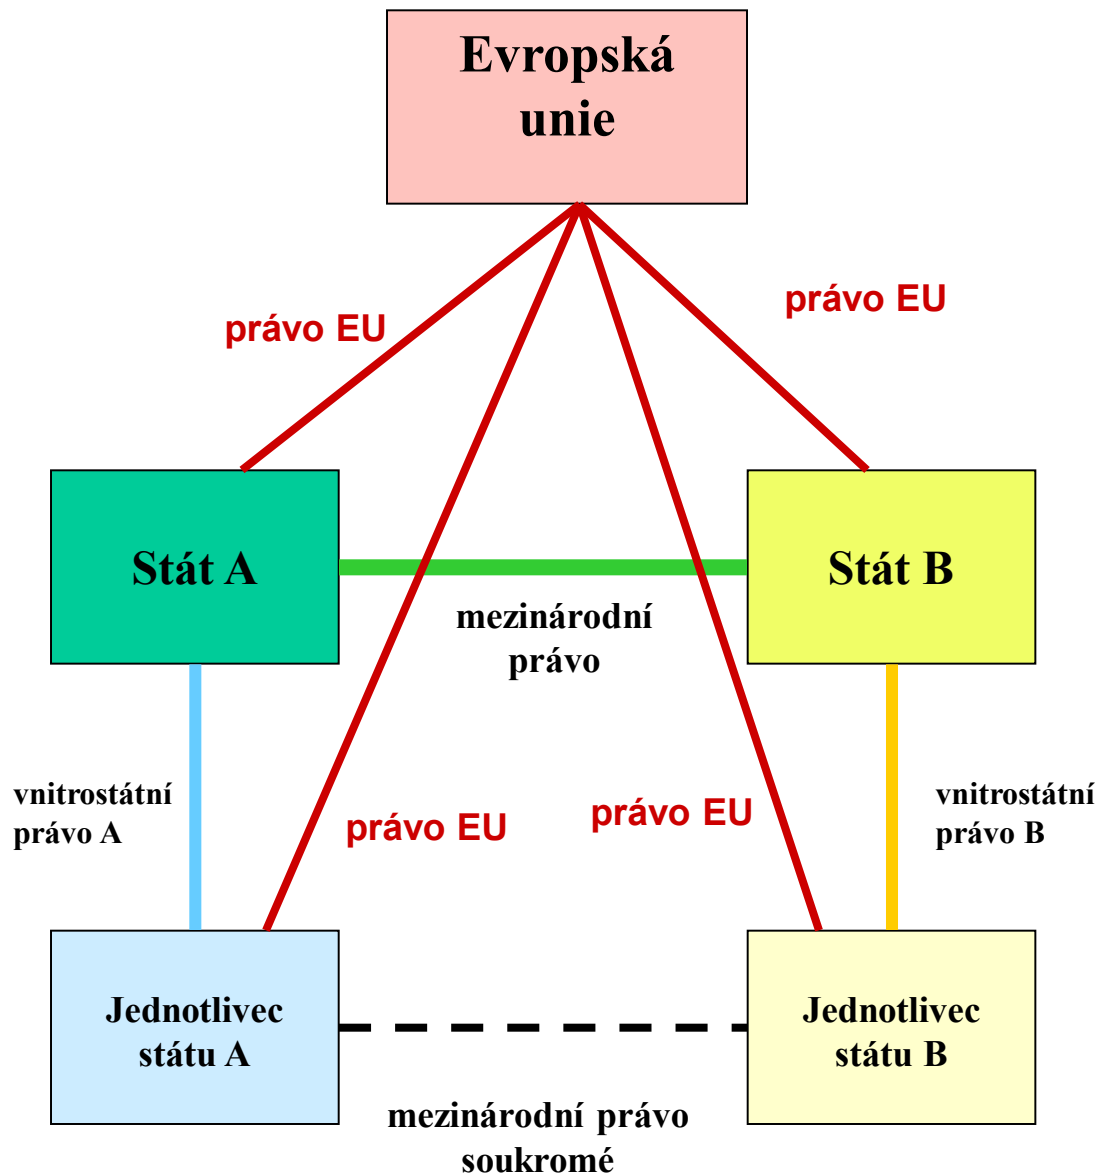 Evropská
unie
právo EU
právo EU
Stát A
Stát B
mezinárodní
právo
vnitrostátní
právo A
právo EU
právo EU
vnitrostátní
právo B
Jednotlivec
státu A
Jednotlivec
státu B
mezinárodní právo
soukromé